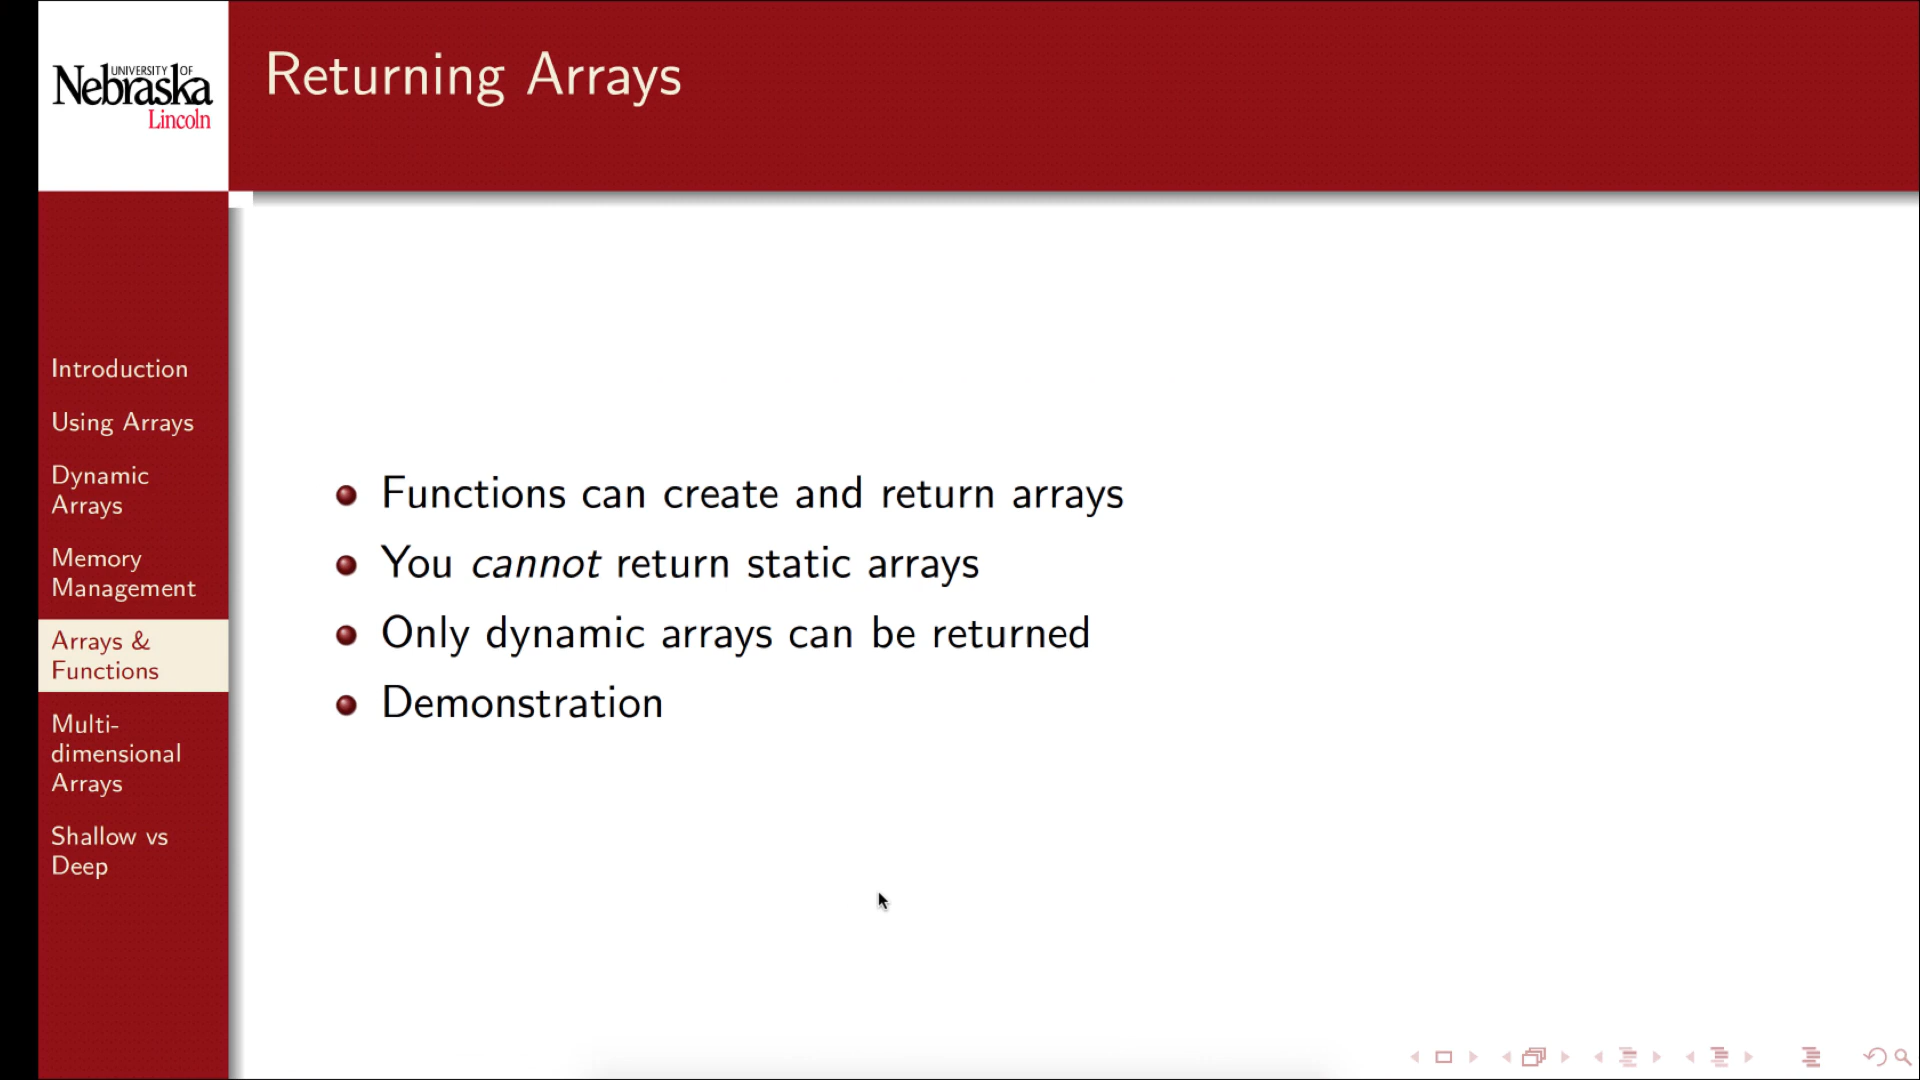 UNIVERSITY OF
Nebraska
Lincoln
Returning Arrays
Introduction
Using Arrays
Dynamic
Arrays
Memory
Management
Arrays &
Functions
Multi-
dimensional
Arrays
Shallow vs
Deep
Functions can create and return arrays
You cannot return static arrays
Only dynamic arrays can be returned
Demonstration